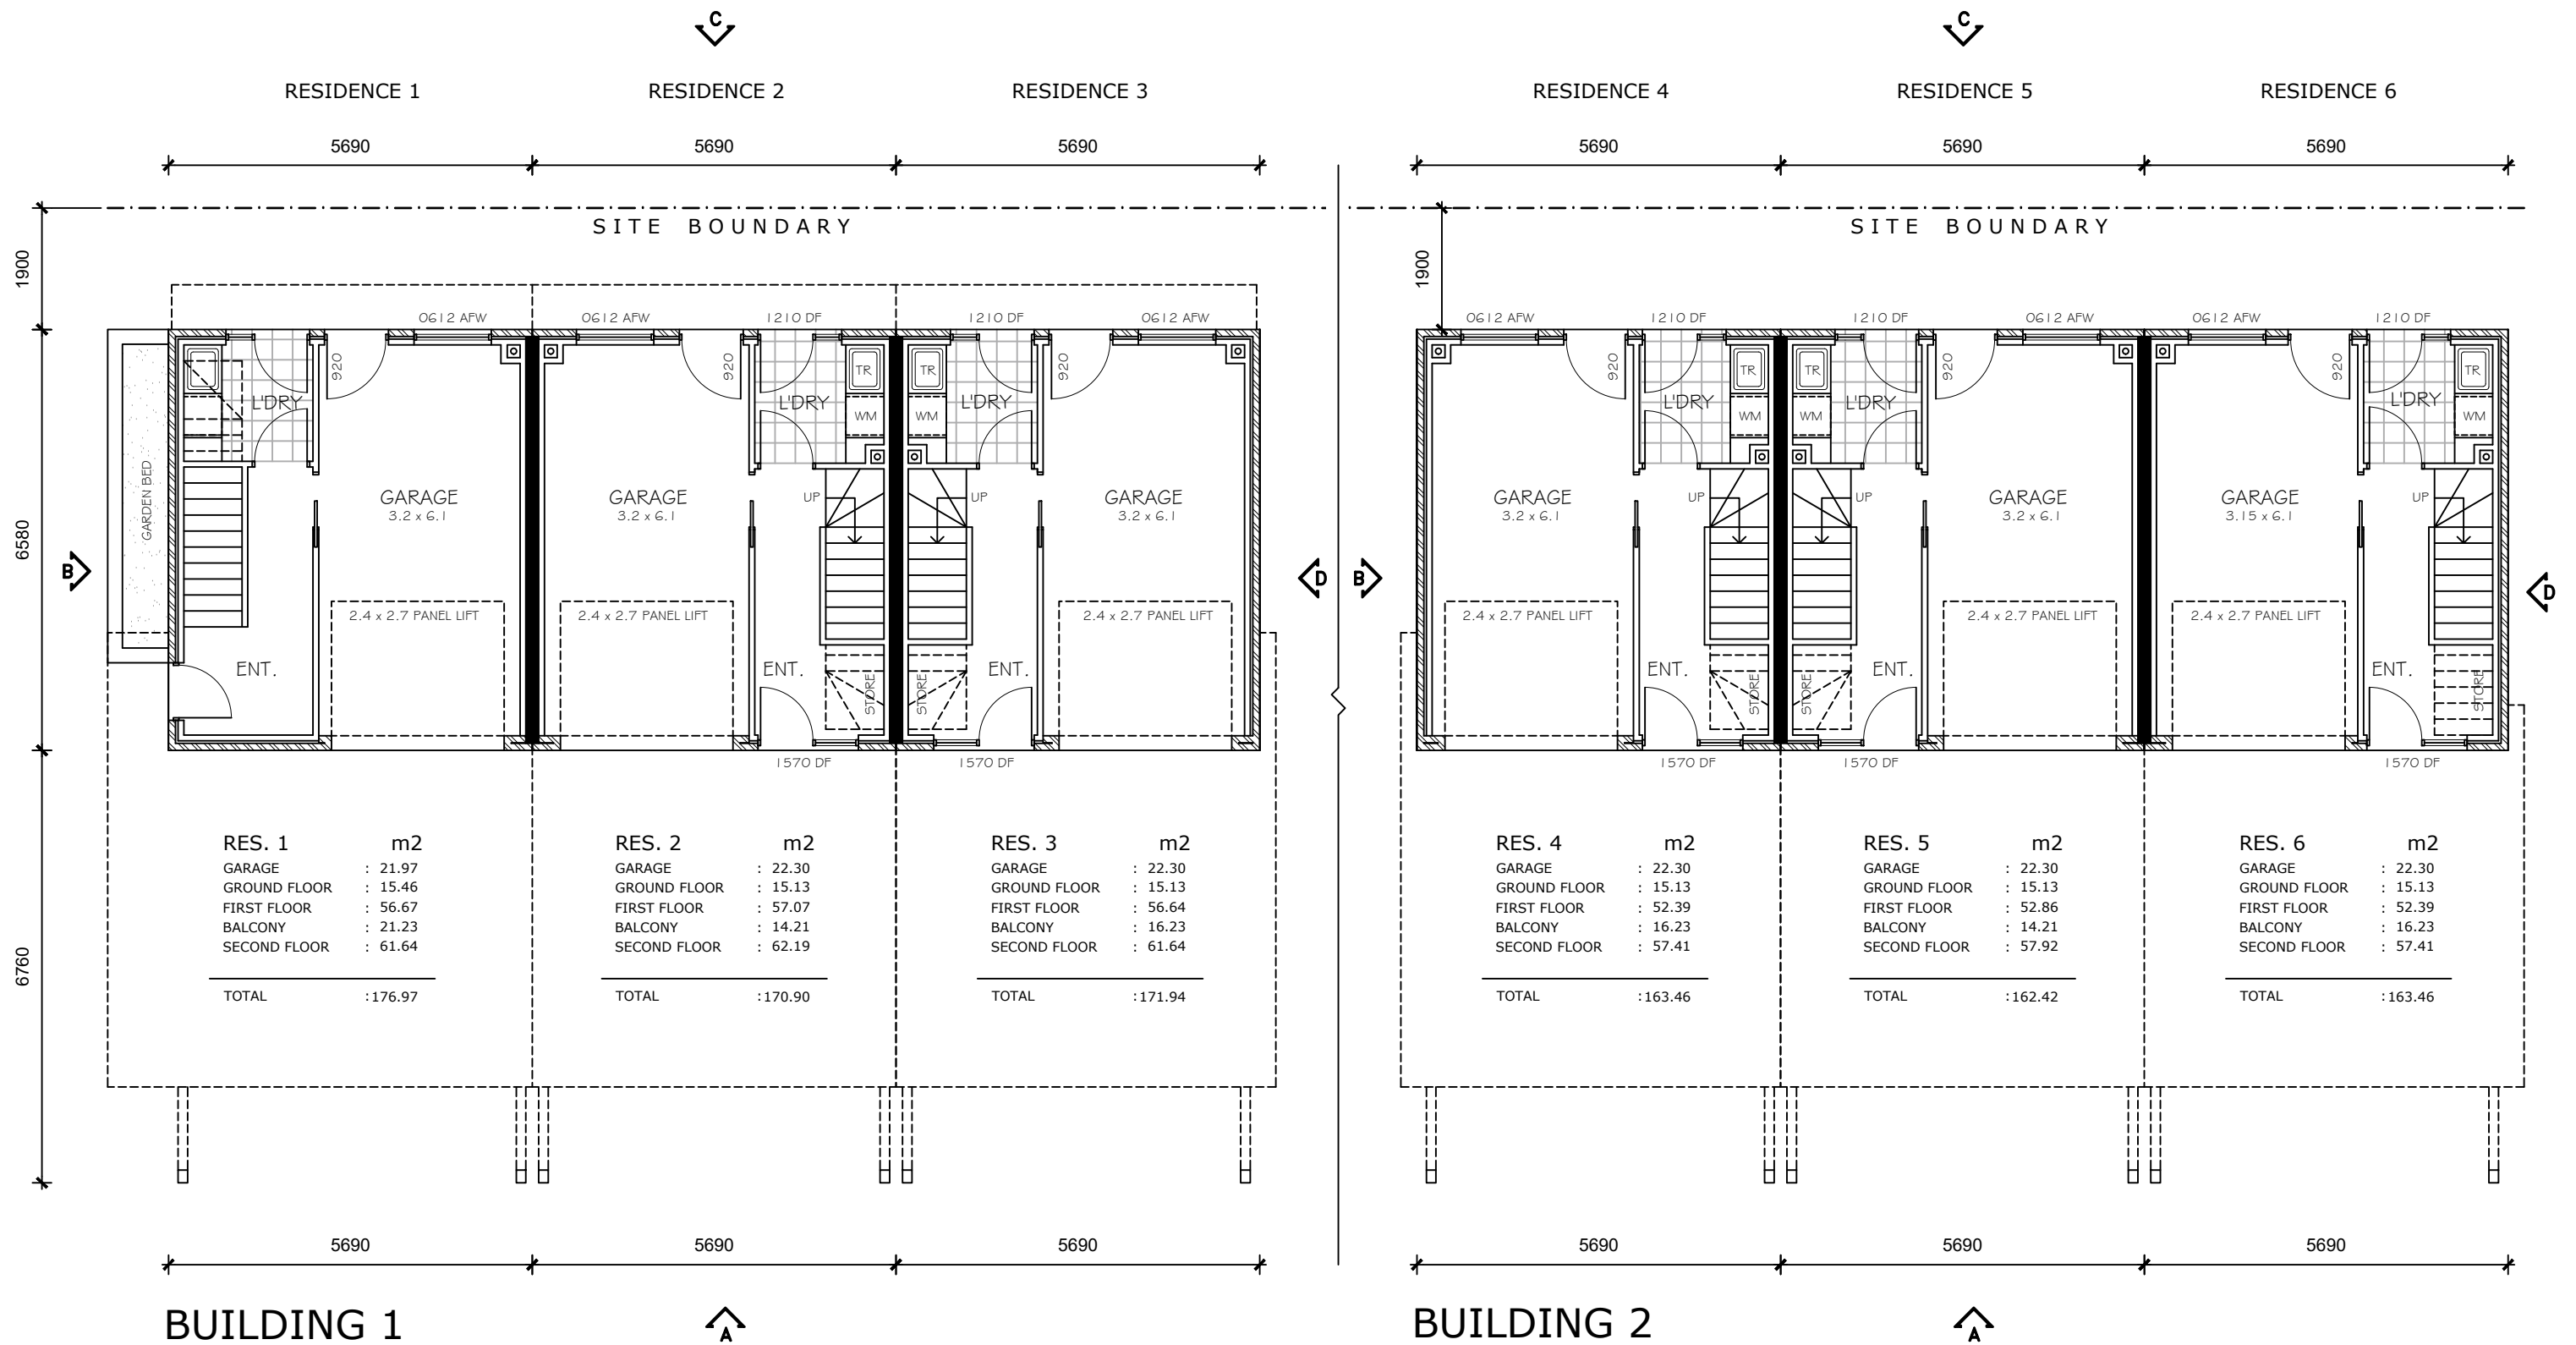 C C
RESIDENCE 1 RESIDENCE 2 RESIDENCE 3 RESIDENCE 4 RESIDENCE 5 RESIDENCE 6
5690 5690 5690 5690 5690 5690
SITE BOUNDARY SITE BOUNDARY
1900 1900
0612 AFW 0612 AFW 1210 DF 1210 DF 0612 AFW 0612 AFW 1210 DF 1210 DF 0612 AFW 0612 AFW 1210 DF
920 920 920 920 920 920
TR TR TR TR TR
L'DRY L'DRY L'DRY L'DRY L'DRY L'DRY
WM WM WM WM WM
GARDEN BED
GARAGE GARAGE UP UP GARAGE GARAGE UP UP GARAGE GARAGE UP
3.2 x 6.1 3.2 x 6.1 3.2 x 6.1 3.2 x 6.1 3.2 x 6.1 3.15 x 6.1
6580
B D B D
2.4 x 2.7 PANEL LIFT 2.4 x 2.7 PANEL LIFT 2.4 x 2.7 PANEL LIFT 2.4 x 2.7 PANEL LIFT 2.4 x 2.7 PANEL LIFT 2.4 x 2.7 PANEL LIFT
ENT. ENT. ENT. ENT. ENT. ENT.
STORE STORE STORE STORE STORE
1570 DF 1570 DF 1570 DF 1570 DF 1570 DF
6760
RES. 1 m2
GARAGE : 21.97
GROUND FLOOR : 15.46
FIRST FLOOR : 56.67
BALCONY : 21.23
SECOND FLOOR : 61.64
TOTAL :176.97
RES. 2 m2
GARAGE : 22.30
GROUND FLOOR : 15.13
FIRST FLOOR : 57.07
BALCONY : 14.21
SECOND FLOOR : 62.19
TOTAL :170.90
RES. 3 m2
GARAGE : 22.30
GROUND FLOOR : 15.13
FIRST FLOOR : 56.64
BALCONY : 16.23
SECOND FLOOR : 61.64
TOTAL :171.94
RES. 4 m2
GARAGE : 22.30
GROUND FLOOR : 15.13
FIRST FLOOR : 52.39
BALCONY : 16.23
SECOND FLOOR : 57.41
TOTAL :163.46
RES. 5 m2
GARAGE : 22.30
GROUND FLOOR : 15.13
FIRST FLOOR : 52.86
BALCONY : 14.21
SECOND FLOOR : 57.92
TOTAL :162.42
RES. 6 m2
GARAGE : 22.30
GROUND FLOOR : 15.13
FIRST FLOOR : 52.39
BALCONY : 16.23
SECOND FLOOR : 57.41
TOTAL :163.46
5690 5690 5690 5690 5690 5690
BUILDING 1 A BUILDING 2 A